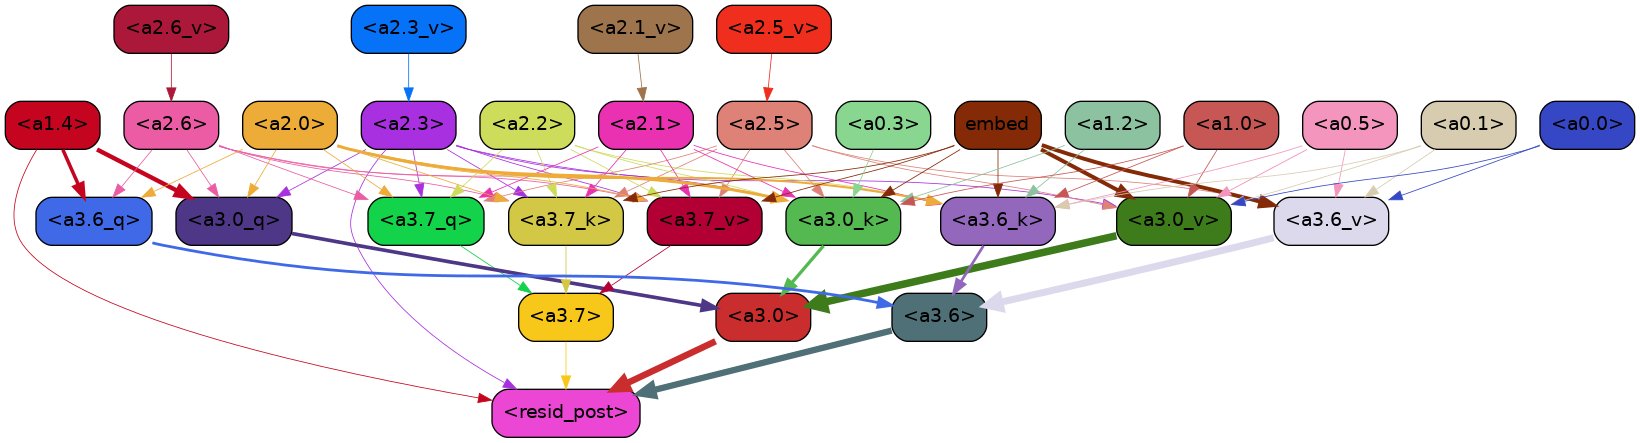 <a2.6_v> <a2.3_v> <a2.1_v> <a2.5_v>
<a1.4> <a2.6> <a2.0> <a2.3> <a2.2> <a2.1> <a2.5> <a0.3> embed <a1.2> <a1.0> <a0.5> <a0.1> <a0.0>
<a3.6_q> <a3.0_q> <a3.7_q> <a3.7_k> <a3.7_v> <a3.0_k> <a3.6_k> <a3.0_v> <a3.6_v>
<a3.7> <a3.0> <a3.6>
<resid_post>